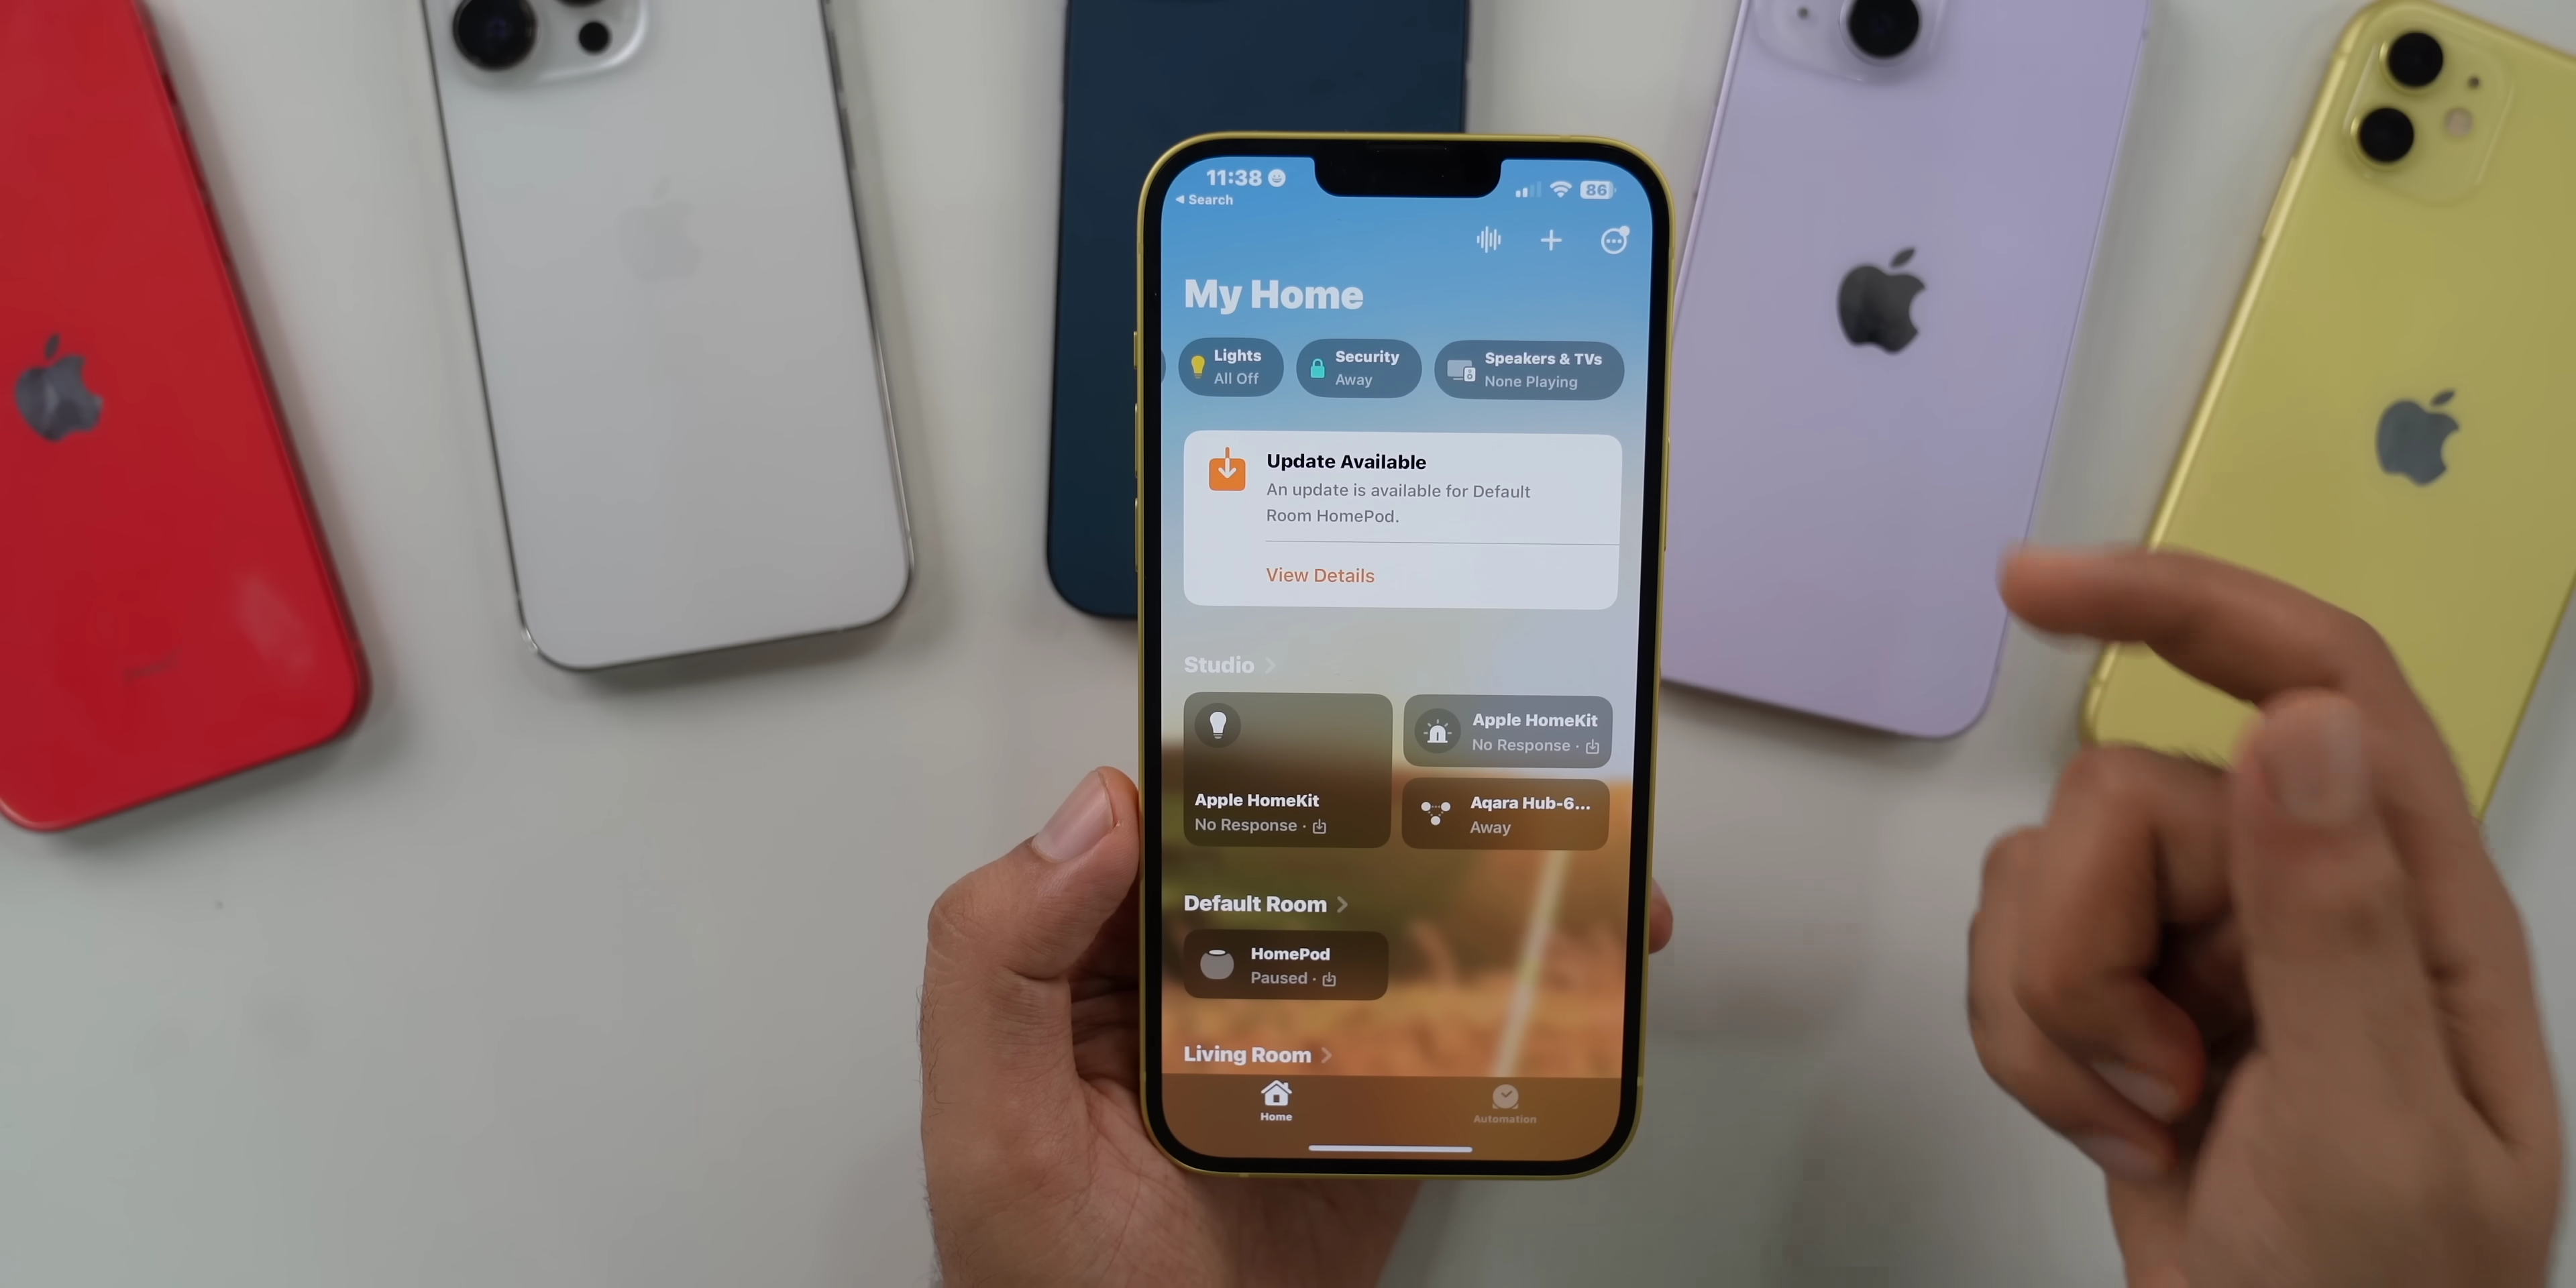 11:38
86
Search
My Home
Lights
All Off
Security
Away
Speakers & TVs
None Playing
Update Available
An update is available for Default
Room HomePod.
View Details
Studio
Apple HomeKit
No Response ·
Apple HomeKit
No Response ·
Aqara Hub-6...
Away
Default Room
HomePod
Paused ·
Living Room
Home
Automation